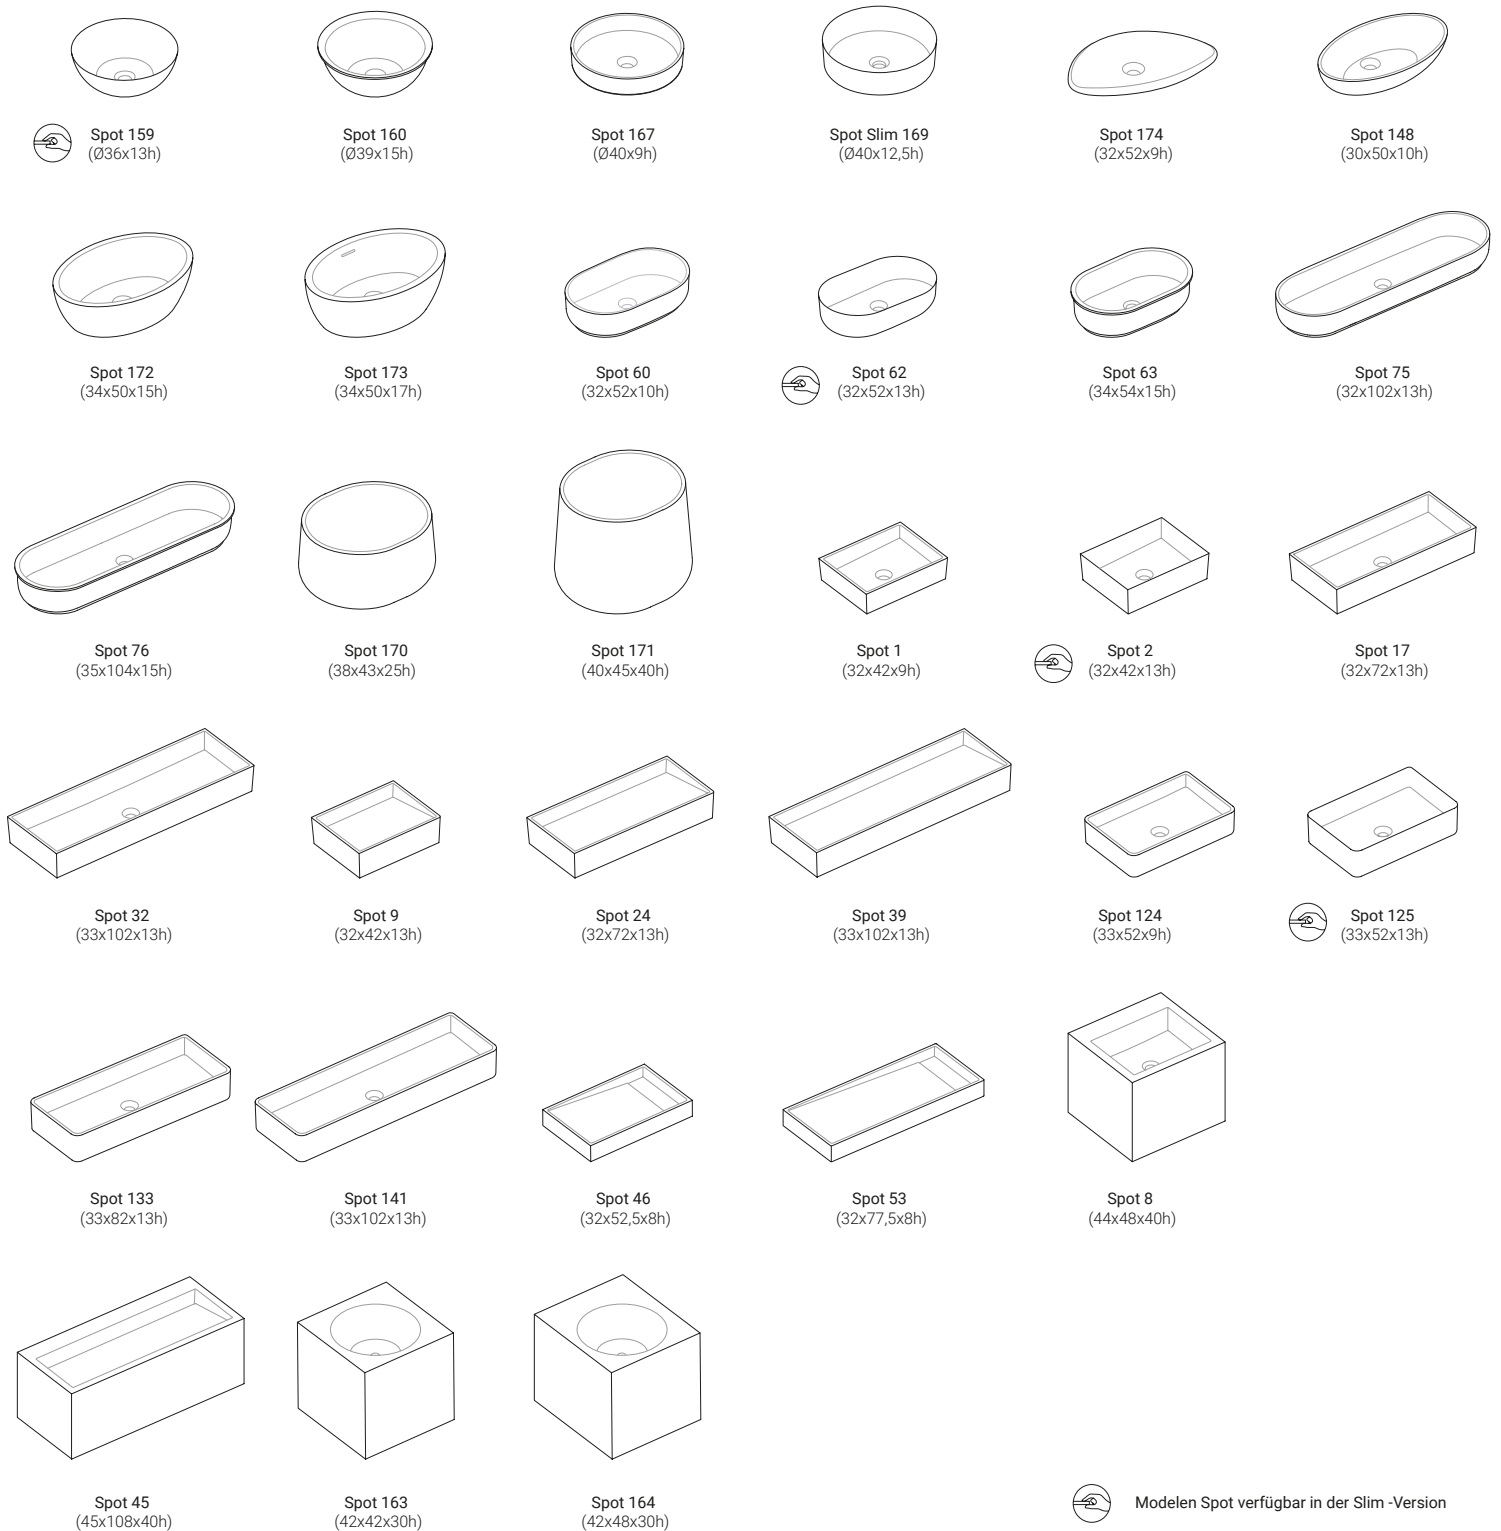 Spot 159
(Ø36x13h)
Spot 160
(Ø39x15h)
Spot 167
(Ø40x9h)
Spot Slim 169
(Ø40x12,5h)
Spot 174
(32x52x9h)
Spot 148
(30x50x10h)
Spot 172
(34x50x15h)
Spot 173
(34x50x17h)
Spot 60
(32x52x10h)
Spot 62
(32x52x13h)
Spot 63
(34x54x15h)
Spot 75
(32x102x13h)
Spot 76
(35x104x15h)
Spot 170
(38x43x25h)
Spot 171
(40x45x40h)
Spot 1
(32x42x9h)
Spot 2
(32x42x13h)
Spot 17
(32x72x13h)
Spot 32
(33x102x13h)
Spot 9
(32x42x13h)
Spot 24
(32x72x13h)
Spot 39
(33x102x13h)
Spot 124
(33x52x9h)
Spot 125
(33x52x13h)
Spot 133
(33x82x13h)
Spot 141
(33x102x13h)
Spot 46
(32x52,5x8h)
Spot 53
(32x77,5x8h)
Spot 8
(44x48x40h)
Spot 45
(45x108x40h)
Spot 163
(42x42x30h)
Spot 164
(42x48x30h)
Modelen Spot verfügbar in der Slim -Version